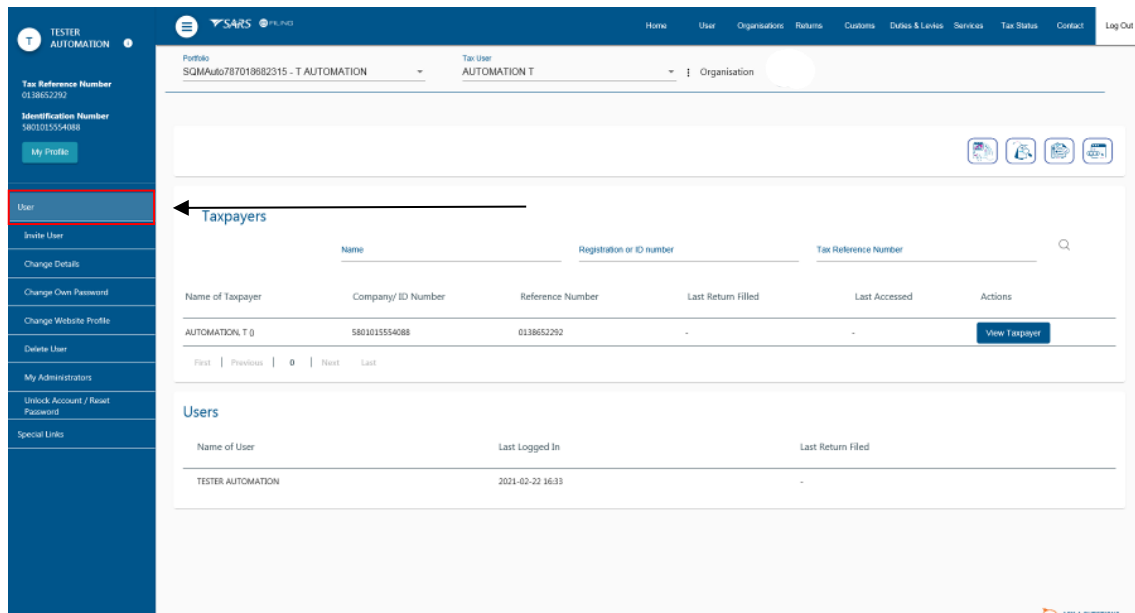 T
TESTER
AUTOMATION
Tax Reference Number
0138652292
Identification Number
5801015554088
My Profile
User
Invite User
Change Details
Change Own Password
Change Website Profile
Delete User
My Administrators
Unlock Account / Reset
Password
Special Links
SARS eFILING
Home User Organisations Returns Customs Duties & Levies Services Tax Status Contact Log Out
Portfolio
SQMAuto787018682315 - T AUTOMATION
Tax User
AUTOMATION T
Organisation
Taxpayers
Name Registration or ID number Tax Reference Number
Name of Taxpayer Company/ ID Number Reference Number Last Return Filled Last Accessed Actions
AUTOMATION, T () 5801015554088 0138652292 - - View Taxpayer
First Previous 0 Next Last
Users
Name of User Last Logged In Last Return Filed
TESTER AUTOMATION 2021-02-22 16:33 -